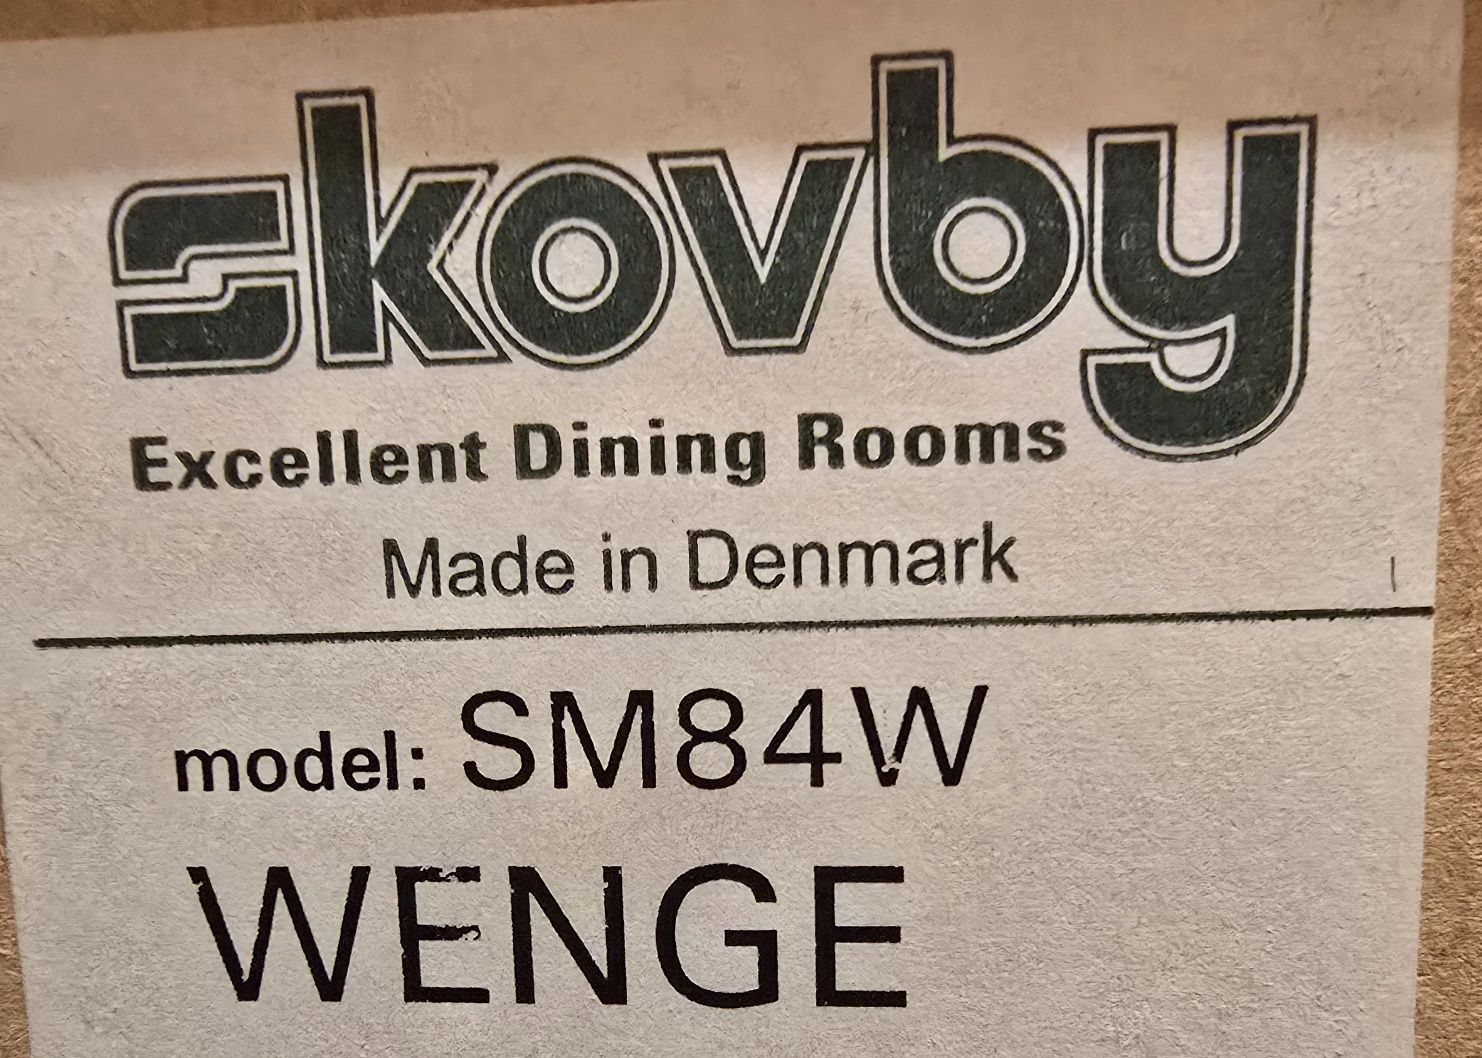 skovby
Excellent Dining Rooms
Made in Denmark
model: SM84W
WENGE